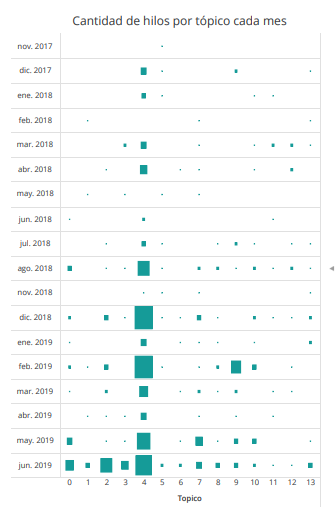 Cantidad de hilos por tópico cada mes
nov. 2017
dic. 2017
ene. 2018
feb. 2018
mar. 2018
abr. 2018
may. 2018
jun. 2018
jul. 2018
ago. 2018
nov. 2018
dic. 2018
ene. 2019
feb. 2019
mar. 2019
abr. 2019
may. 2019
jun. 2019
0 1 2 3 4 5 6 7 8 9 10 11 12 13
Topico